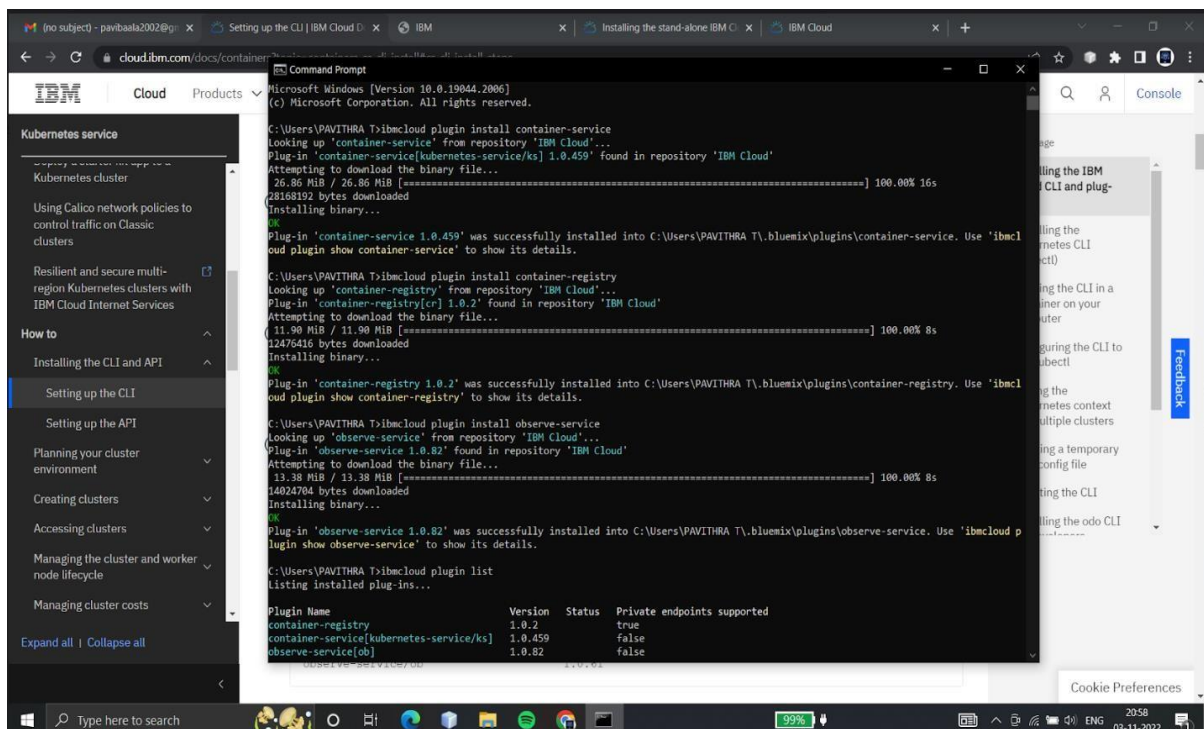 (no subject) - pavibaala2002@gm
Setting up the CLI | IBM Cloud D
IBM
Installing the stand-alone IBM C
IBM Cloud
cloud.ibm.com/docs/containers
IBM Cloud Products
Console
Kubernetes service
Kubernetes cluster
Using Calico network policies to
control traffic on Classic
clusters
Resilient and secure multi-
region Kubernetes clusters with
IBM Cloud Internet Services
How to
Installing the CLI and API
Setting up the CLI
Setting up the API
Planning your cluster
environment
Creating clusters
Accessing clusters
Managing the cluster and worker
node lifecycle
Managing cluster costs
Expand all | Collapse all
Command Prompt
Microsoft Windows [Version 10.0.19044.2006]
(c) Microsoft Corporation. All rights reserved.
C:\Users\PAVITHRA T>ibmcloud plugin install container-service
Looking up 'container-service' from repository 'IBM Cloud'...
Plug-in 'container-service[kubernetes-service/ks] 1.0.459' found in repository 'IBM Cloud'
Attempting to download the binary file...
26.86 MiB / 26.86 MiB [==================================================================================] 100.00% 16s
28168192 bytes downloaded
Installing binary...
OK
Plug-in 'container-service 1.0.459' was successfully installed into C:\Users\PAVITHRA T\.bluemix\plugins\container-service. Use 'ibmcl
oud plugin show container-service' to show its details.
C:\Users\PAVITHRA T>ibmcloud plugin install container-registry
Looking up 'container-registry' from repository 'IBM Cloud'...
Plug-in 'container-registry[cr] 1.0.2' found in repository 'IBM Cloud'
Attempting to download the binary file...
11.90 MiB / 11.90 MiB [===================================================================================] 100.00% 8s
12476416 bytes downloaded
Installing binary...
OK
Plug-in 'container-registry 1.0.2' was successfully installed into C:\Users\PAVITHRA T\.bluemix\plugins\container-registry. Use 'ibmcl
oud plugin show container-registry' to show its details.
C:\Users\PAVITHRA T>ibmcloud plugin install observe-service
Looking up 'observe-service' from repository 'IBM Cloud'...
Plug-in 'observe-service 1.0.82' found in repository 'IBM Cloud'
Attempting to download the binary file...
13.38 MiB / 13.38 MiB [===================================================================================] 100.00% 8s
14024704 bytes downloaded
Installing binary...
OK
Plug-in 'observe-service 1.0.82' was successfully installed into C:\Users\PAVITHRA T\.bluemix\plugins\observe-service. Use 'ibmcloud p
lugin show observe-service' to show its details.
C:\Users\PAVITHRA T>ibmcloud plugin list
Listing installed plug-ins...
Plugin Name Version Status Private endpoints supported
container-registry 1.0.2 true
container-service[kubernetes-service/ks] 1.0.459 false
observe-service[ob] 1.0.82 false
age
lling the IBM
d CLI and plug-
lling the
rnetes CLI
ectl)
ing the CLI in a
iner on your
puter
guring the CLI to
ubectl
ng the
rnetes context
ultiple clusters
ing a temporary
config file
ting the CLI
lling the odo CLI
Feedback
Cookie Preferences
Type here to search
99%
ENG
20:58
03-11-2022